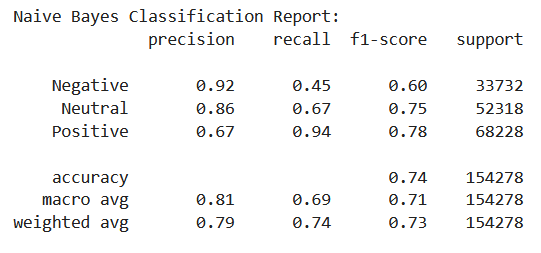 Naive Bayes Classification Report:
precision recall f1-score support
Negative 0.92 0.45 0.60 33732
Neutral 0.86 0.67 0.75 52318
Positive 0.67 0.94 0.78 68228
accuracy 0.74 154278
macro avg 0.81 0.69 0.71 154278
weighted avg 0.79 0.74 0.73 154278